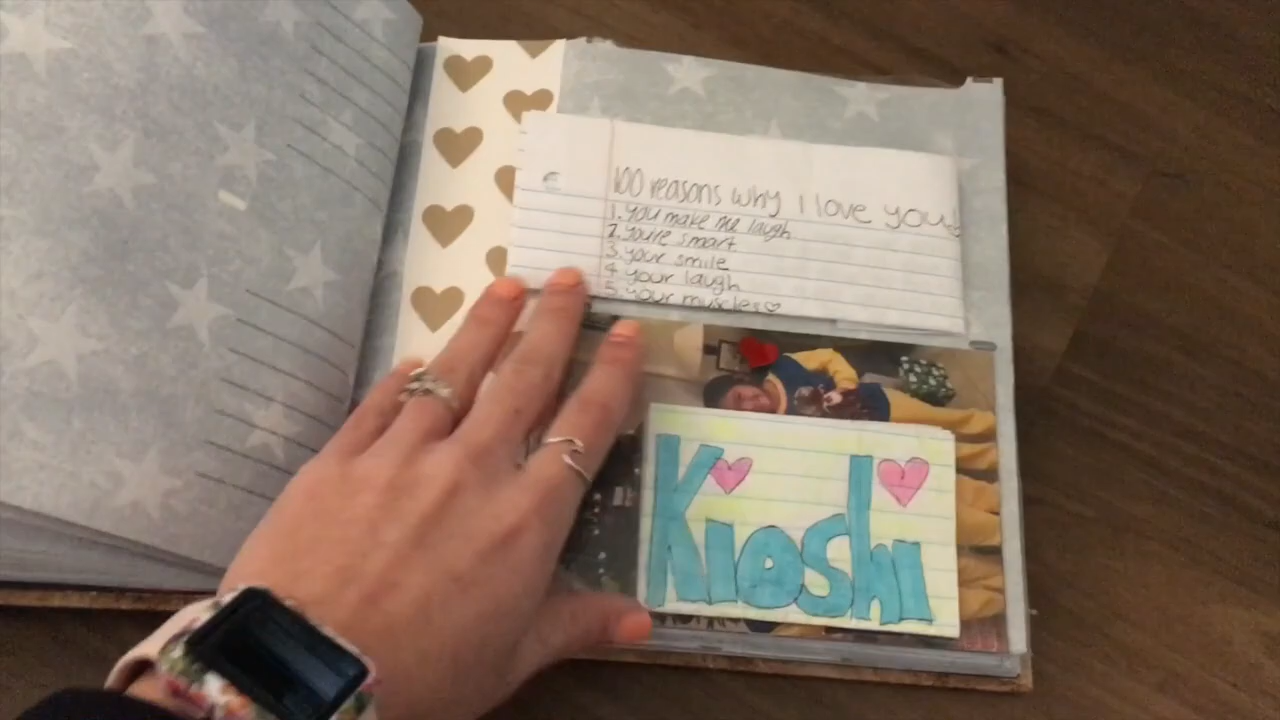 100 reasons why I love you!
1. You make me laugh
2. You're smart
3. your smile
4 your laugh
5. your muscles ♡
Kioshi